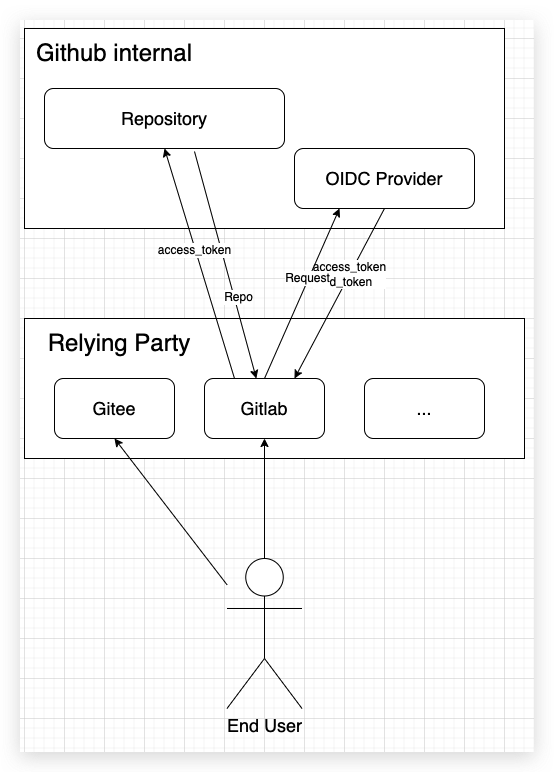 Github internal
Repository
OIDC Provider
access_token
access_token
Request
d_token
Repo
Relying Party
Gitee
Gitlab
...
End User